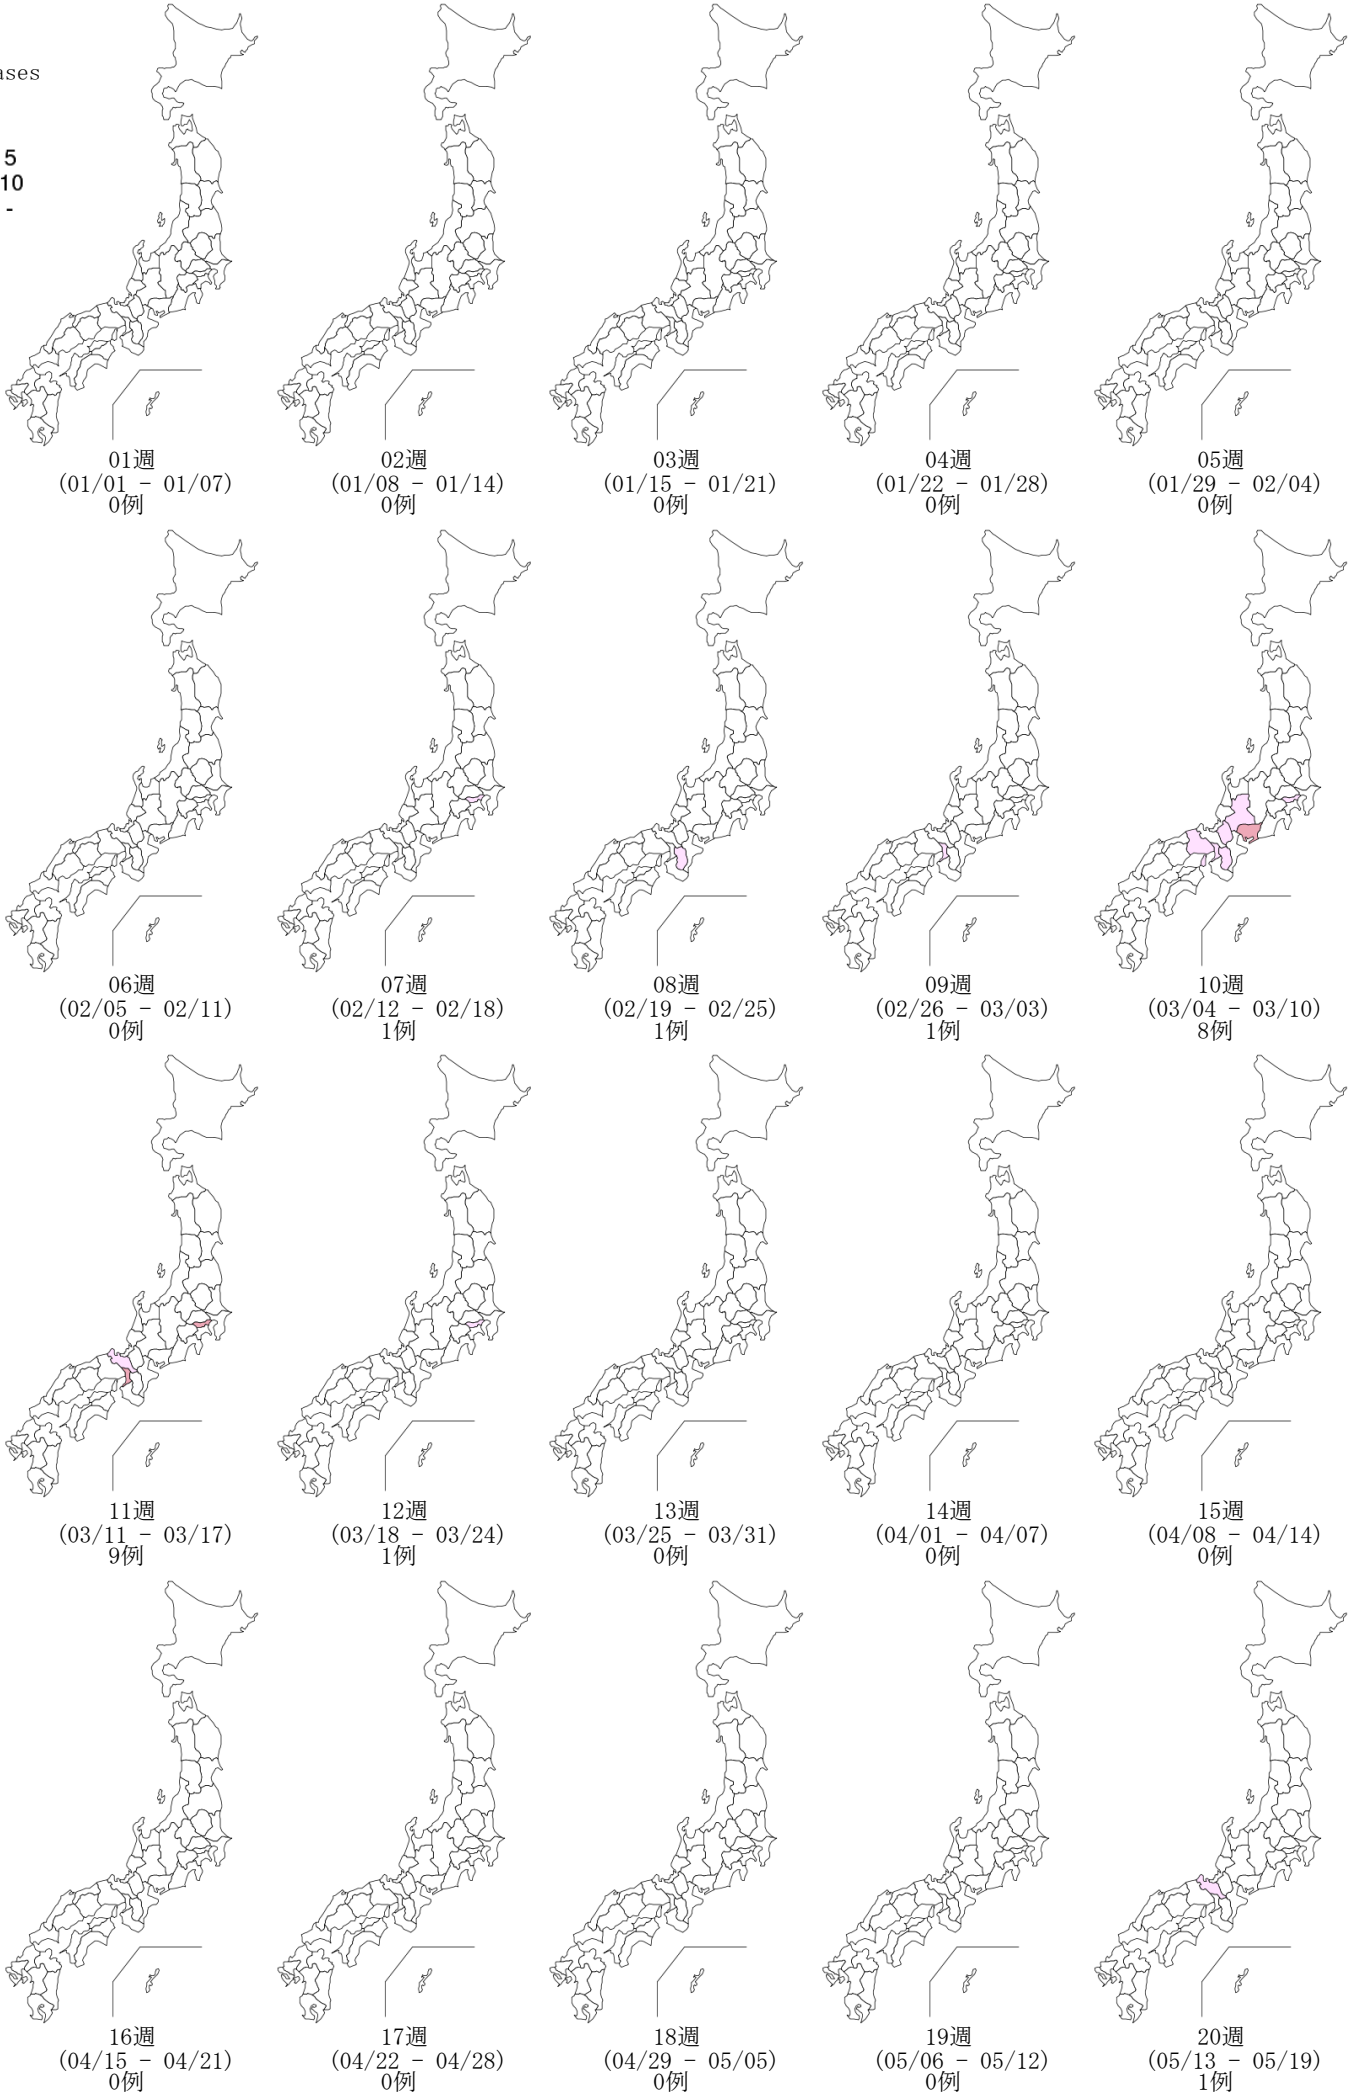 ases
5
10
-
01週
(01/01 - 01/07)
0例
02週
(01/08 - 01/14)
0例
03週
(01/15 - 01/21)
0例
04週
(01/22 - 01/28)
0例
05週
(01/29 - 02/04)
0例
06週
(02/05 - 02/11)
0例
07週
(02/12 - 02/18)
1例
08週
(02/19 - 02/25)
1例
09週
(02/26 - 03/03)
1例
10週
(03/04 - 03/10)
8例
11週
(03/11 - 03/17)
9例
12週
(03/18 - 03/24)
1例
13週
(03/25 - 03/31)
0例
14週
(04/01 - 04/07)
0例
15週
(04/08 - 04/14)
0例
16週
(04/15 - 04/21)
0例
17週
(04/22 - 04/28)
0例
18週
(04/29 - 05/05)
0例
19週
(05/06 - 05/12)
0例
20週
(05/13 - 05/19)
1例